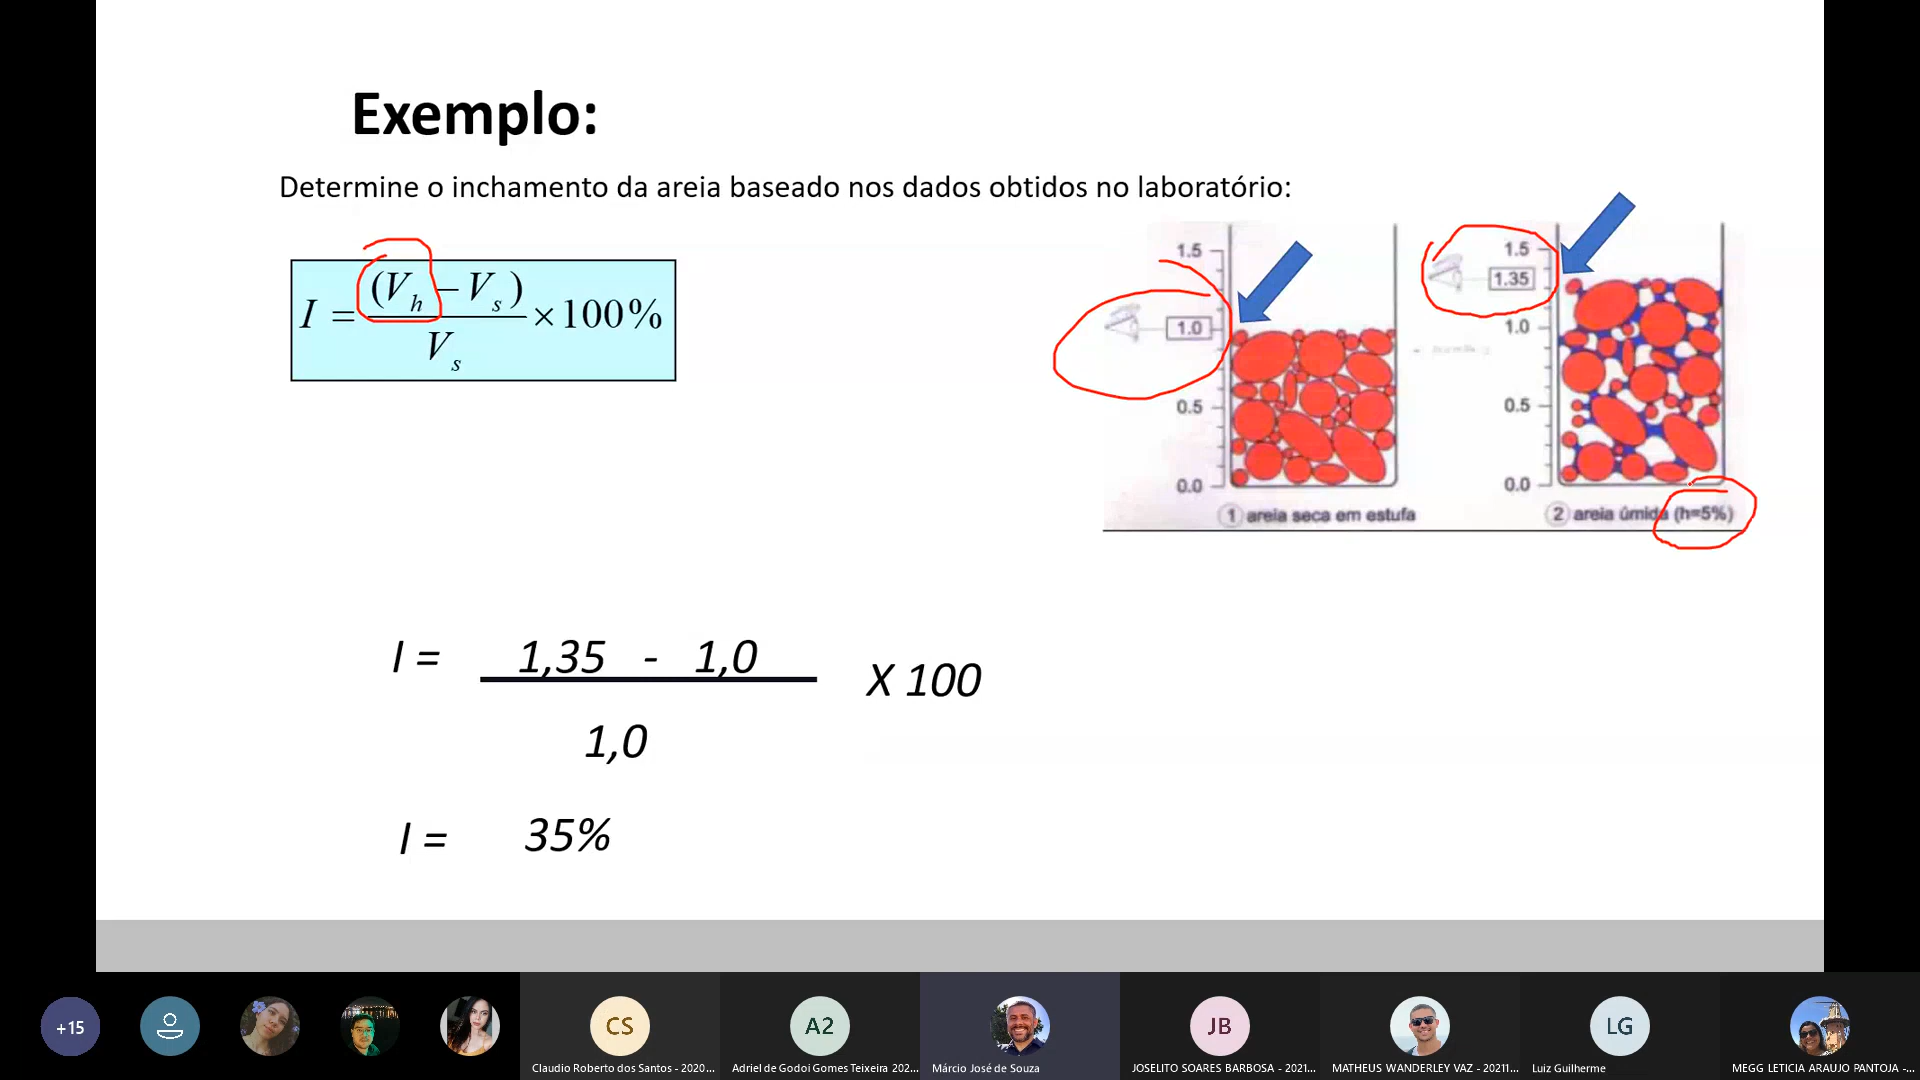 Exemplo:
Determine o inchamento da areia baseado nos dados obtidos no laboratório:
I = (Vh – Vs) / Vs ×100%
1.5
1.0
0.5
0.0
1 areia seca em estufa
1.5
1.35
1.0
0.5
0.0
2 areia úmida (h=5%)
I = 1,35 - 1,0 X 100
1,0
I = 35%
+15
CS
A2
JB
LG
Claudio Roberto dos Santos - 2020...
Adriel de Godoi Gomes Teixeira 202...
Márcio José de Souza
JOSELITO SOARES BARBOSA - 2021...
MATHEUS WANDERLEY VAZ - 20211...
Luiz Guilherme
MEGG LETICIA ARAUJO PANTOJA -...